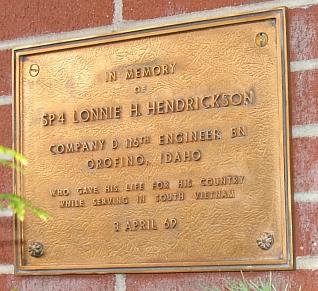 IN MEMORY
OF
SP4 LONNIE H. HENDRICKSON
COMPANY D 116TH ENGINEER BN
OROFINO, IDAHO
WHO GAVE HIS LIFE FOR HIS COUNTRY
WHILE SERVING IN SOUTH VIETNAM
3 APRIL 69